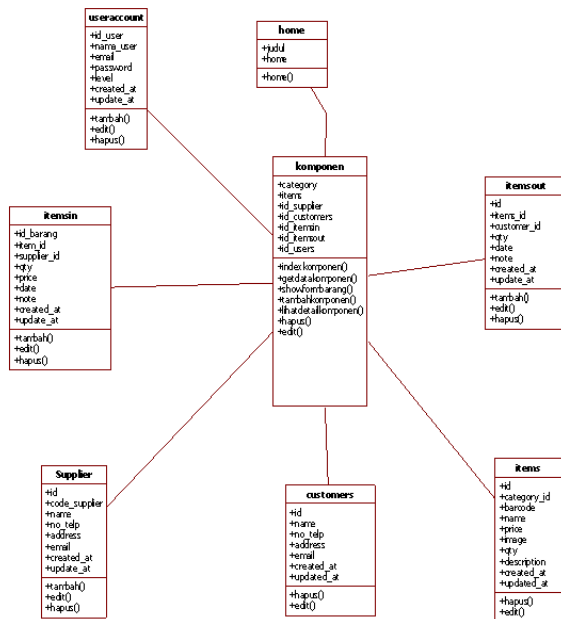 useraccount
+id_user
+nama_user
+email
+password
+level
+created_at
+update_at
+tambah()
+edit()
+hapus()
home
+judul
+home
+home()
komponen
+category
+items
+id_supplier
+id_customers
+id_itemsin
+id_itemsout
+id_users
+indexkomponen()
+getdatakomponen()
+showformbarang()
+tambahkomponen()
+lihatdetailkomponen()
+hapus()
+edit()
itemsout
+id
+items_id
+customer_id
+qty
+date
+note
+created_at
+update_at
+tambah()
+edit()
+hapus()
itemsin
+id_barang
+item_id
+supplier_id
+qty
+price
+date
+note
+created_at
+update_at
+tambah()
+edit()
+hapus()
Supplier
+id
+code_supplier
+name
+no_telp
+address
+email
+created_at
+update_at
+tambah()
+edit()
+hapus()
customers
+id
+name
+no_telp
+address
+email
+created_at
+updated_at
+hapus()
+edit()
items
+id
+category_id
+barcode
+name
+price
+image
+qty
+description
+created_at
+updated_at
+hapus()
+edit()